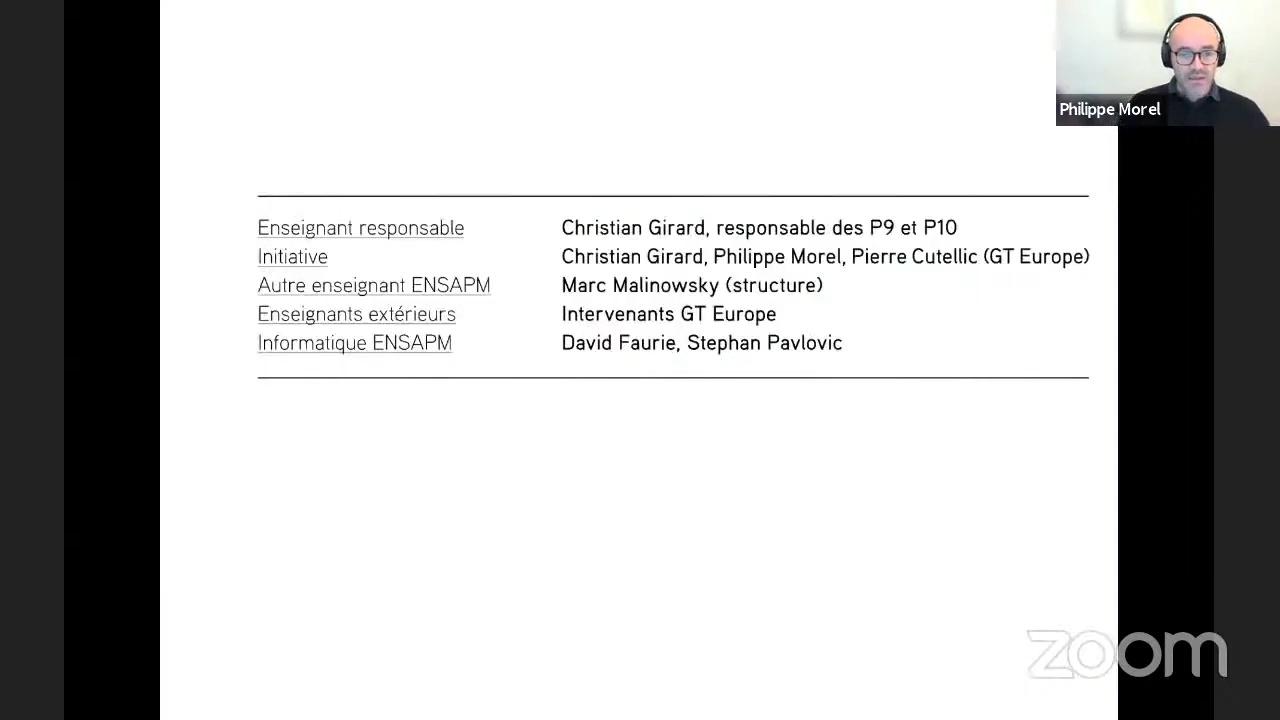 Philippe Morel
Enseignant responsable Christian Girard, responsable des P9 et P10
Initiative Christian Girard, Philippe Morel, Pierre Cutellic (GT Europe)
Autre enseignant ENSAPM Marc Malinowsky (structure)
Enseignants extérieurs Intervenants GT Europe
Informatique ENSAPM David Faurie, Stephan Pavlovic
zoom